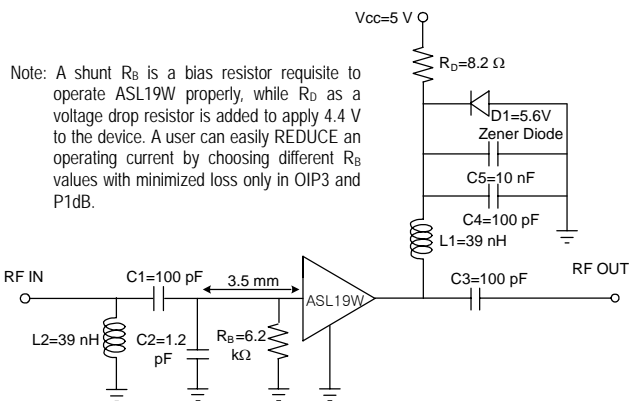 Vcc=5 V
RD=8.2 Ω
Note: A shunt RB is a bias resistor requisite to
operate ASL19W properly, while RD as a
voltage drop resistor is added to apply 4.4 V
to the device. A user can easily REDUCE an
operating current by choosing different RB
values with minimized loss only in OIP3 and
P1dB.
D1=5.6V
Zener Diode
C5=10 nF
C4=100 pF
L1=39 nH
RF IN
C1=100 pF
3.5 mm
ASL19W
C3=100 pF
RF OUT
L2=39 nH
C2=1.2
pF
RB=6.2
kΩ